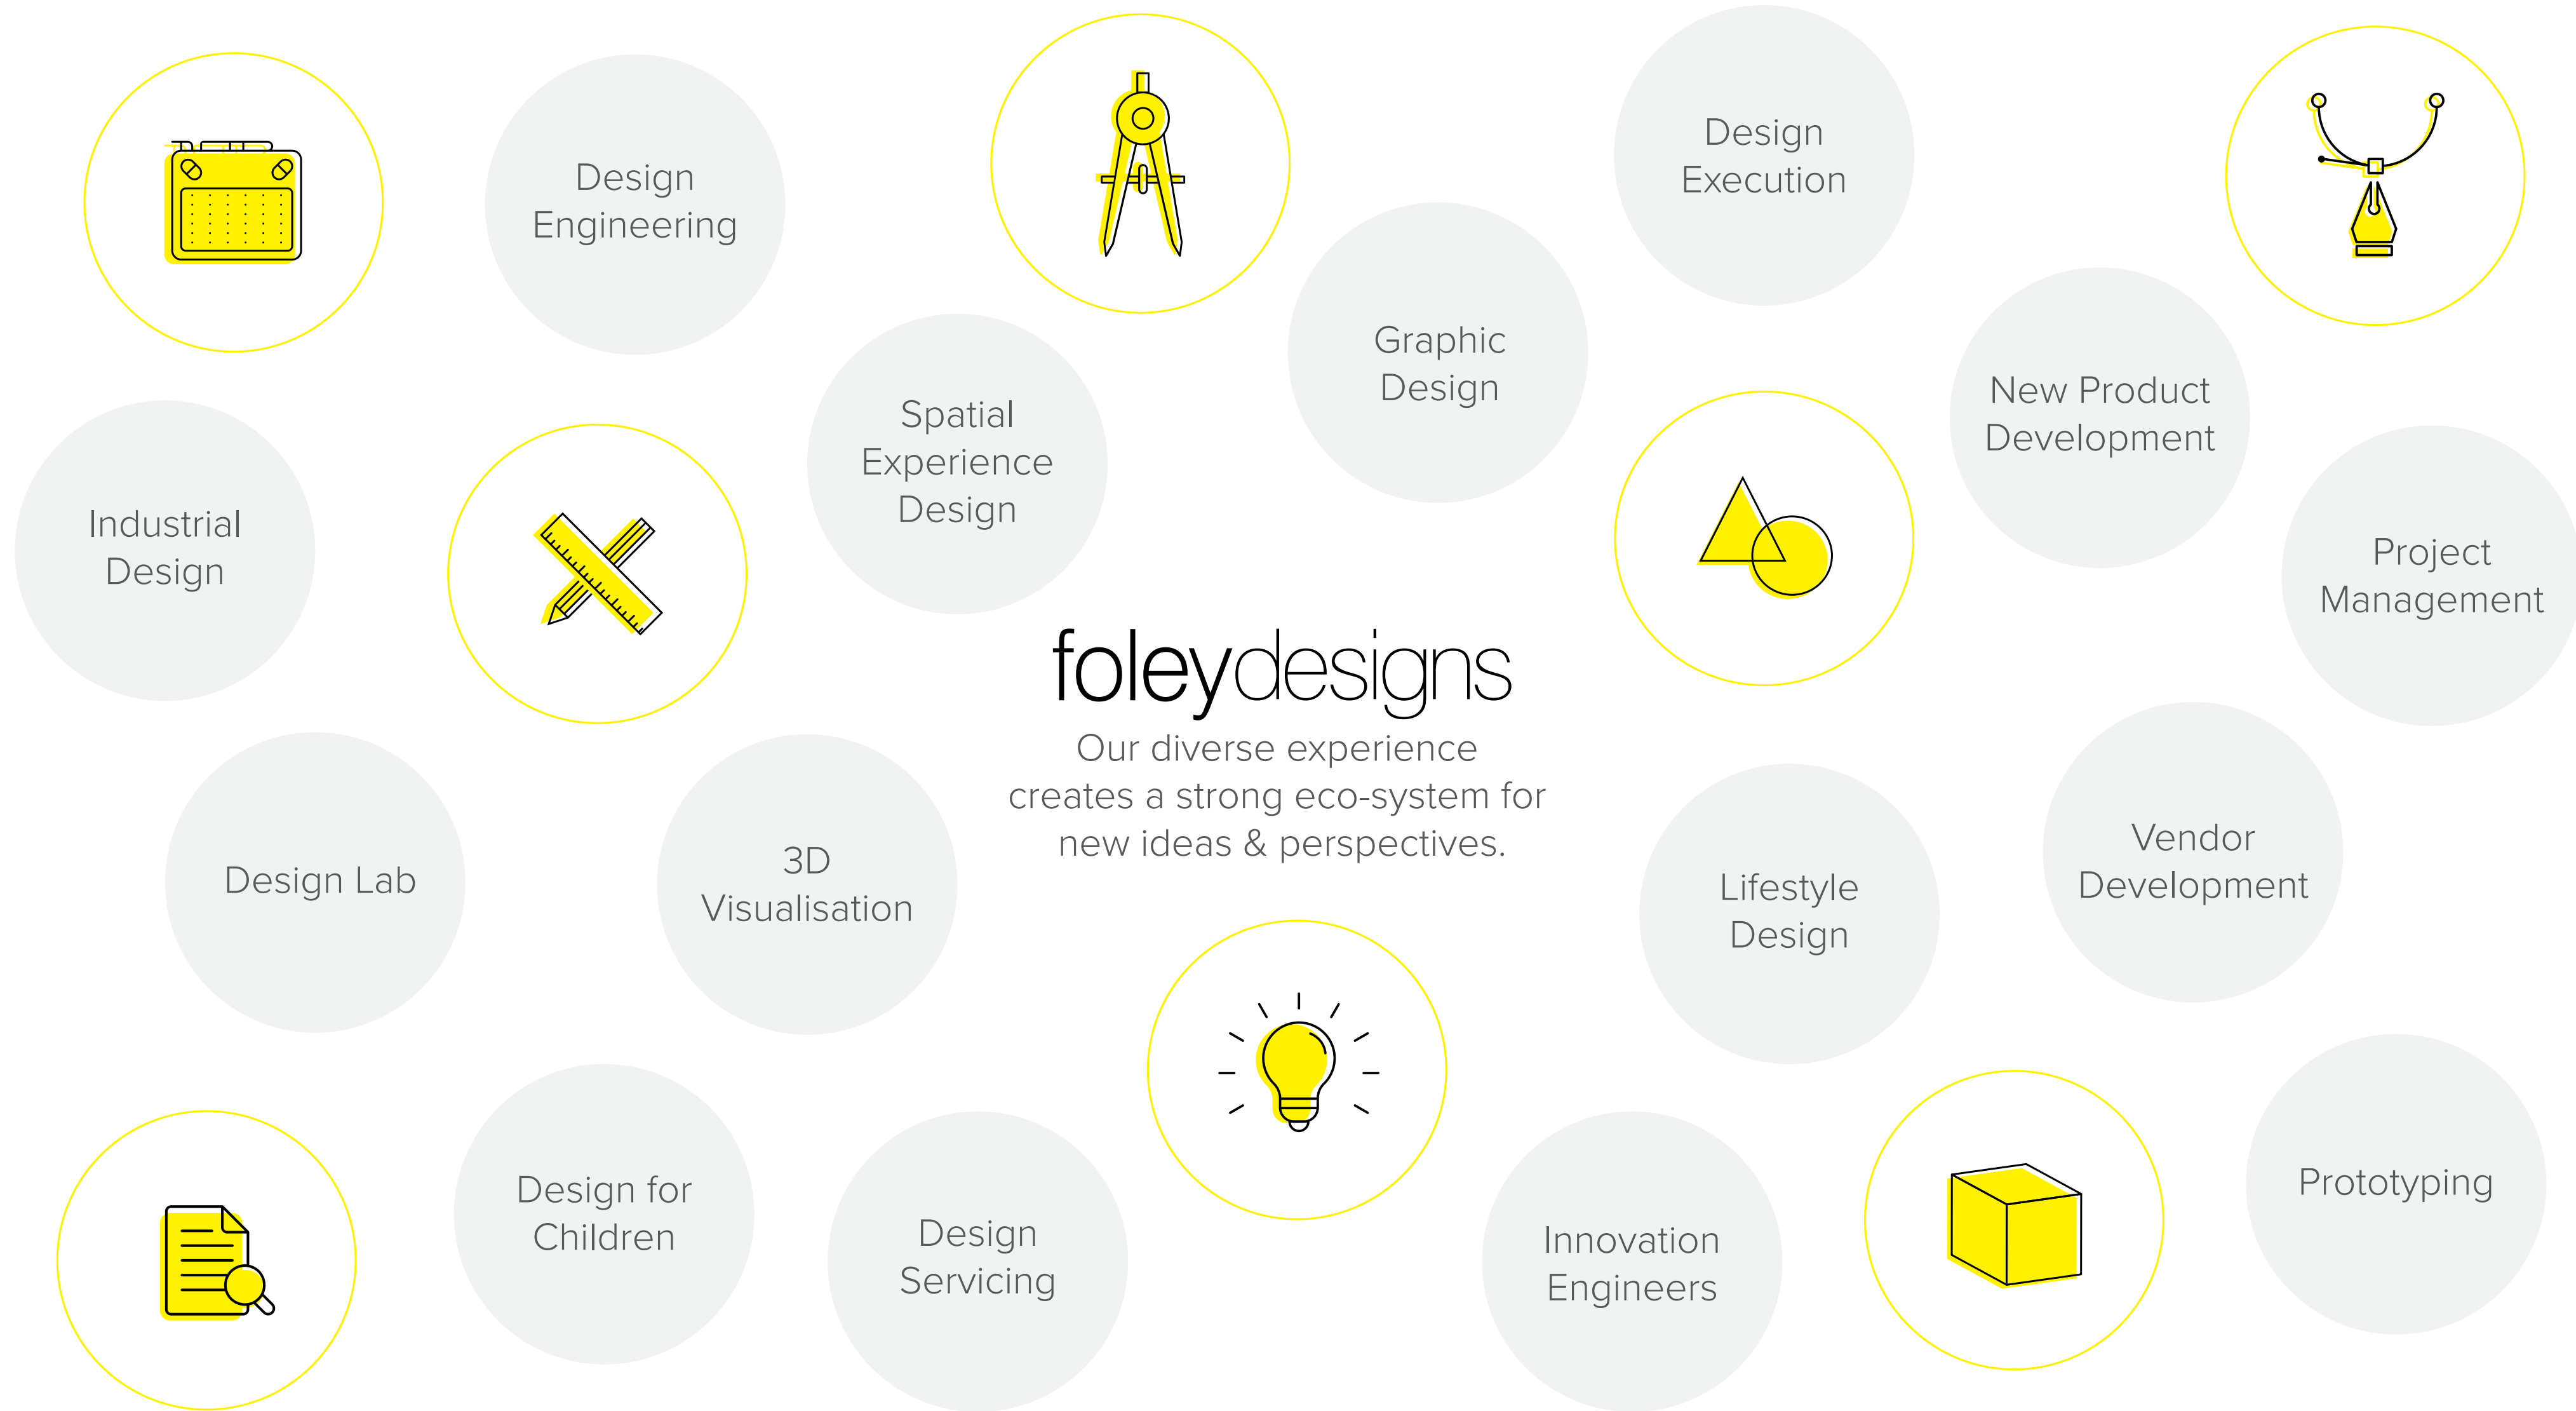 Design
Engineering
Design
Execution
Graphic
Design
New Product
Development
Spatial
Experience
Design
Industrial
Design
Project
Management
foleydesigns
Our diverse experience
creates a strong eco-system for
new ideas & perspectives.
Design Lab
3D
Visualisation
Lifestyle
Design
Vendor
Development
Design for
Children
Design
Servicing
Innovation
Engineers
Prototyping